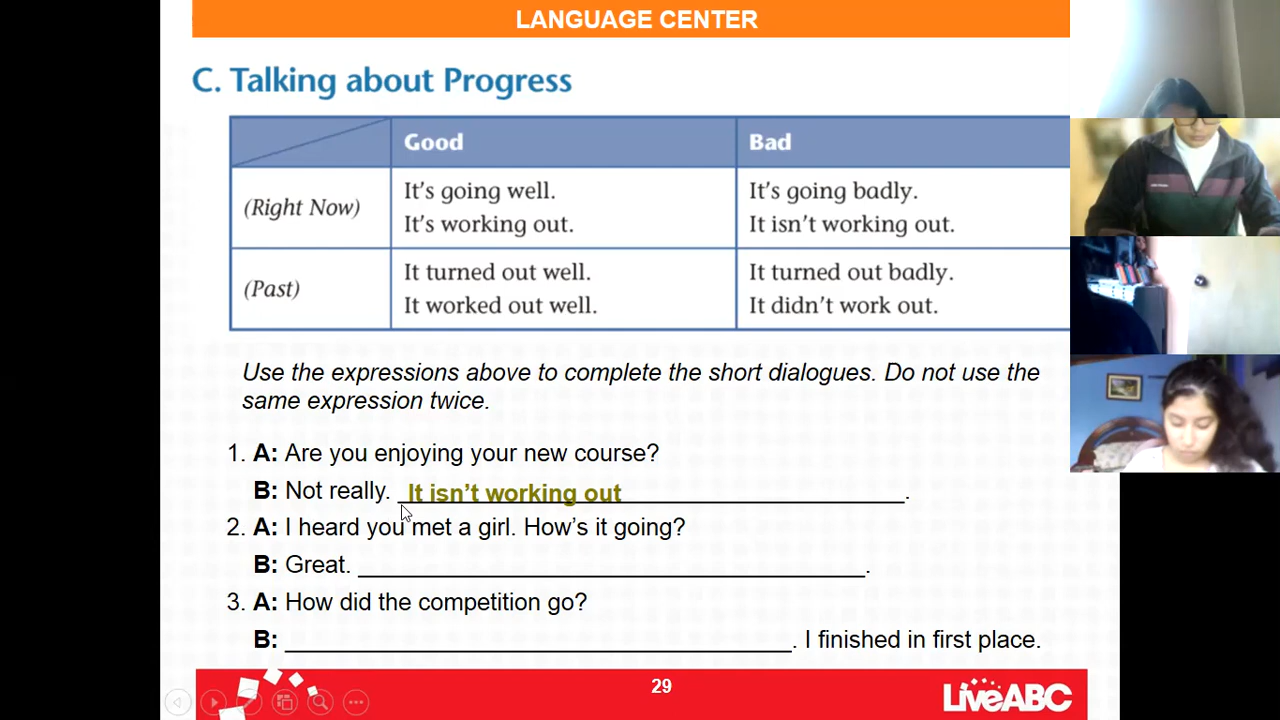 LANGUAGE CENTER
C. Talking about Progress
Good Bad
(Right Now) It's going well. It's going badly.
It's working out. It isn't working out.
(Past) It turned out well. It turned out badly.
It worked out well. It didn't work out.
Use the expressions above to complete the short dialogues. Do not use the
same expression twice.
1. A: Are you enjoying your new course?
B: Not really. It isn't working out.
2. A: I heard you met a girl. How's it going?
B: Great. .
3. A: How did the competition go?
B: . I finished in first place.
29
LiveABC